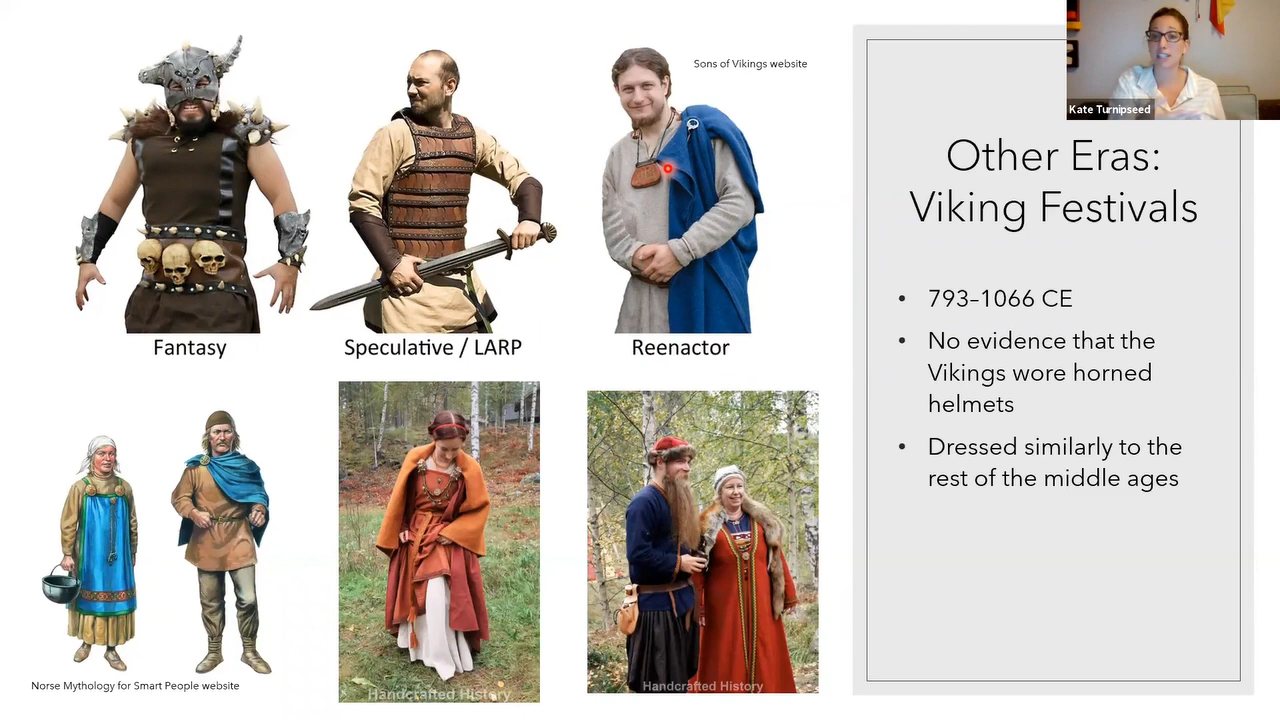 Sons of Vikings website
Kate Turnipseed
Fantasy
Speculative / LARP
Reenactor
Norse Mythology for Smart People website
Handcrafted History
Handcrafted History
Other Eras:
Viking Festivals
• 793–1066 CE
• No evidence that the
Vikings wore horned
helmets
• Dressed similarly to the
rest of the middle ages